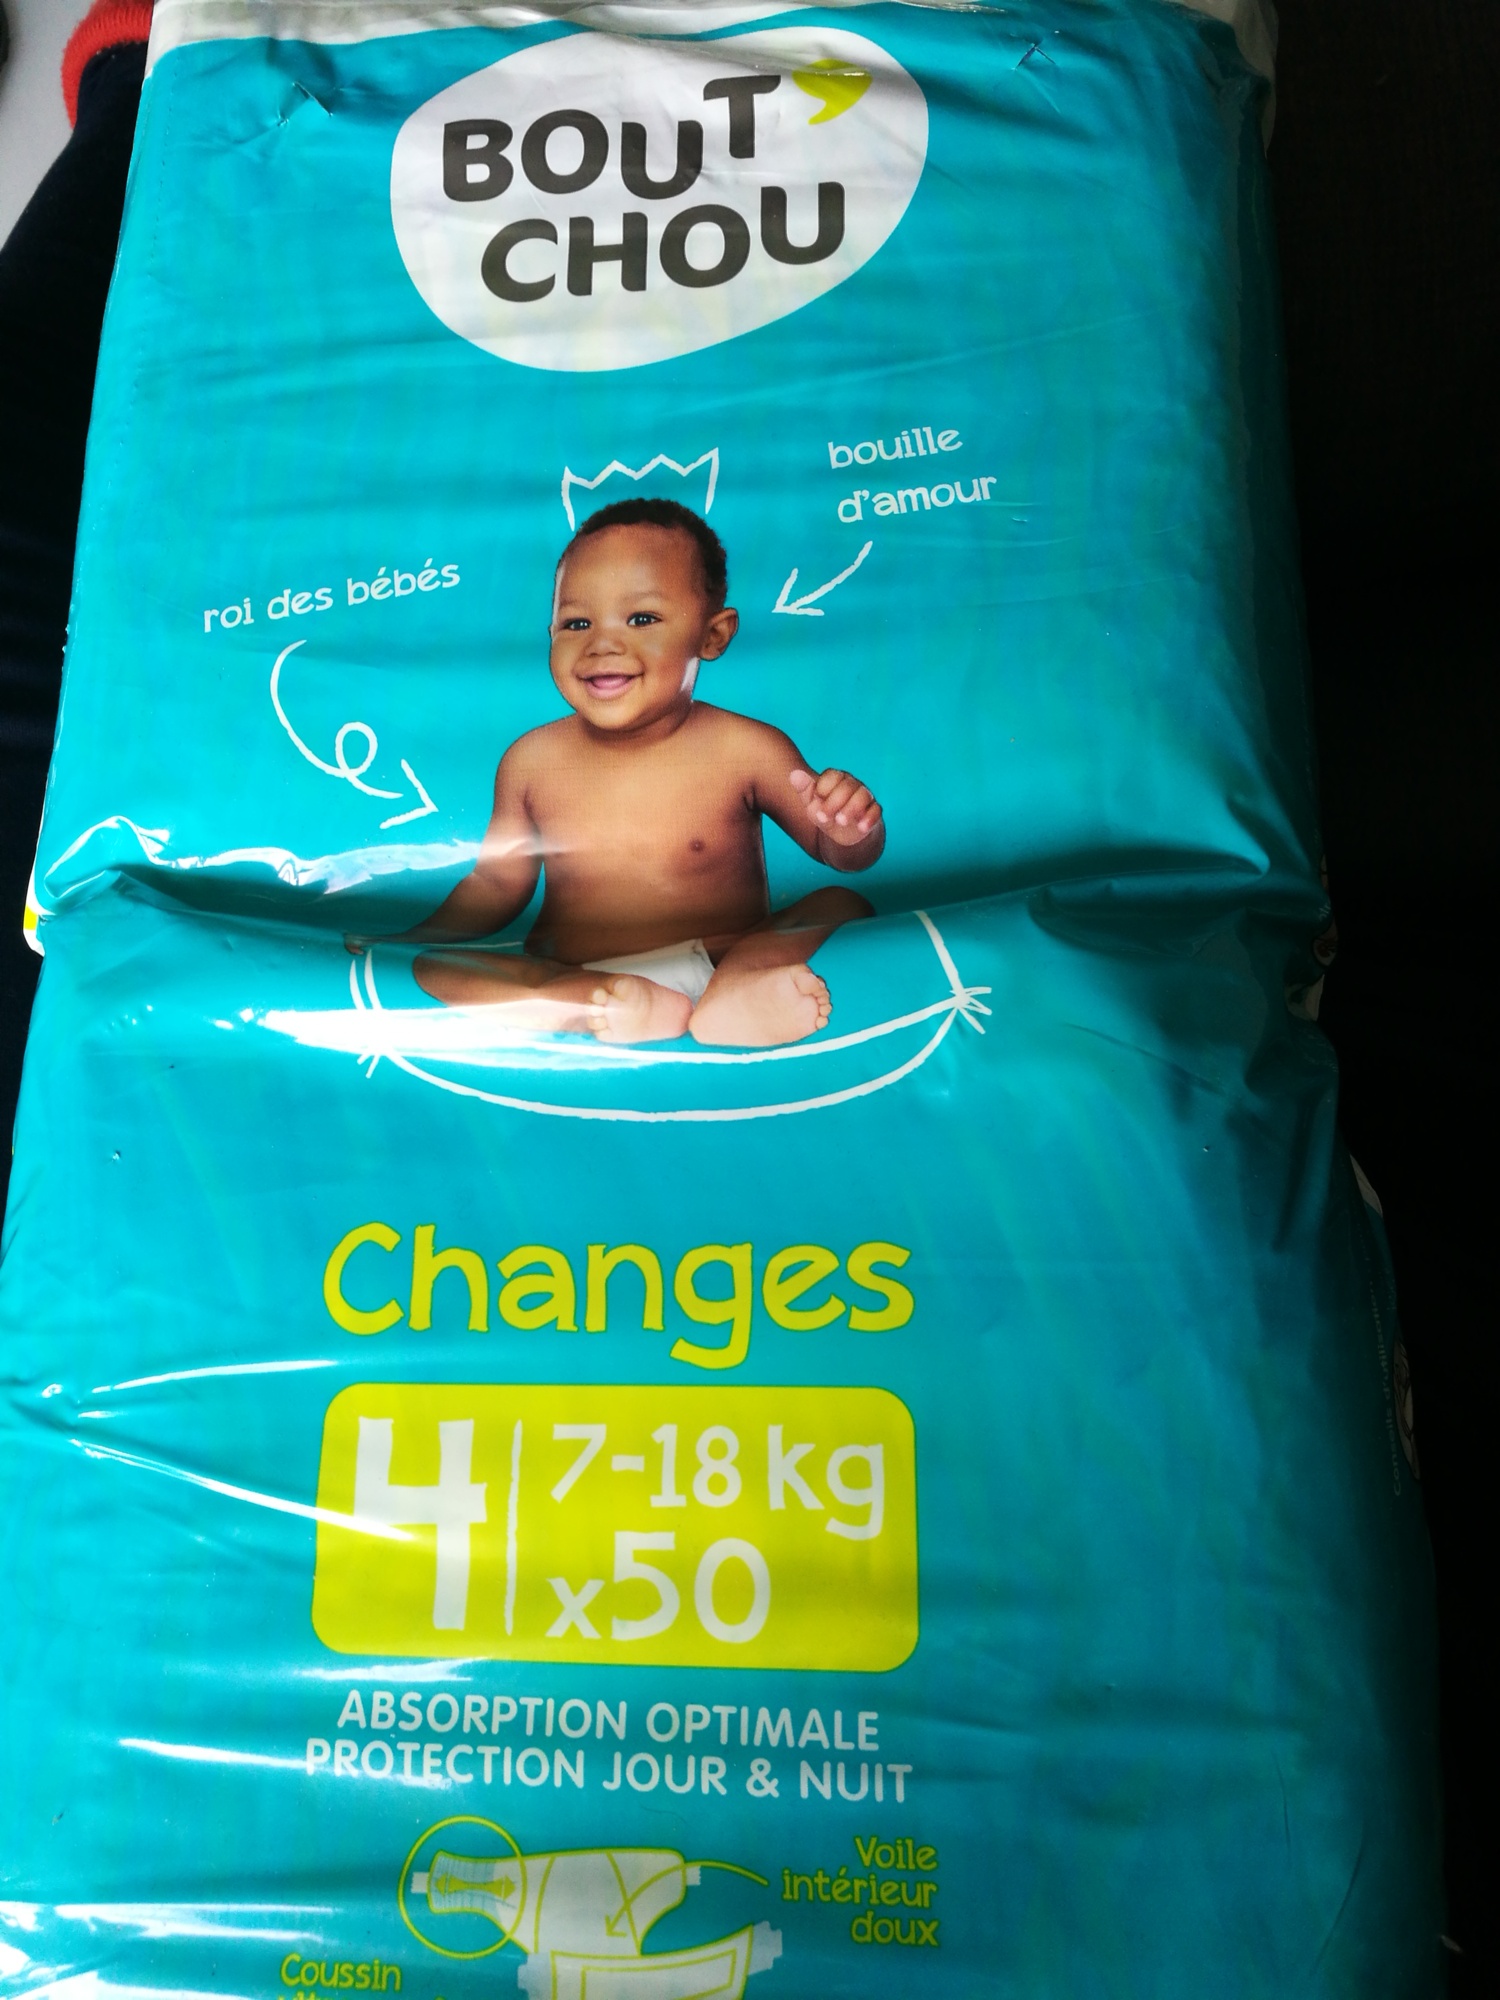 BOUT'
CHOU
bouille
d'amour
roi des bébés
Changes
4 7-18 kg
x50
ABSORPTION OPTIMALE
PROTECTION JOUR & NUIT
Voile
intérieur
doux
Coussin